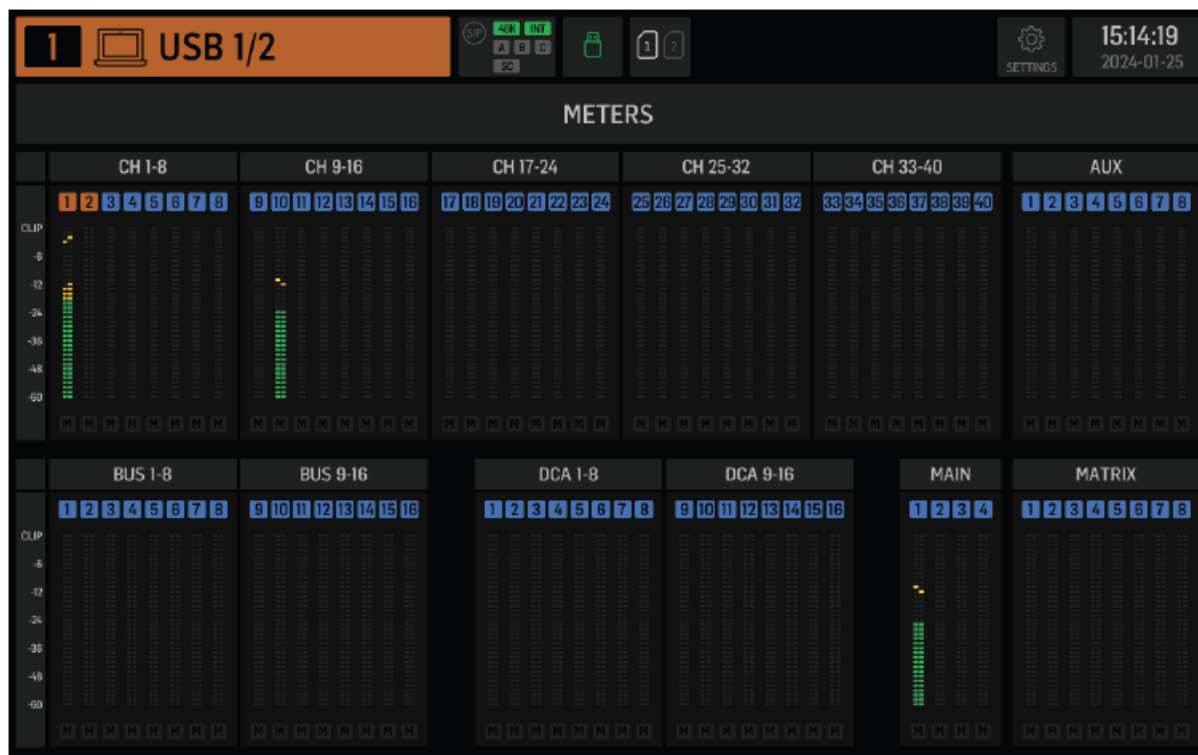 1 USB 1/2 SIP 48K INT 1 2 15:14:19
A B C
SC SETTINGS 2024-01-25
METERS
CH 1-8 CH 9-16 CH 17-24 CH 25-32 CH 33-40 AUX
1 2 3 4 5 6 7 8 9 10 11 12 13 14 15 16 17 18 19 20 21 22 23 24 25 26 27 28 29 30 31 32 33 34 35 36 37 38 39 40 1 2 3 4 5 6 7 8
CLIP
-6
-12
-24
-36
-48
-60
M M M M M M M M M M M M M M M M M M M M M M M M M M M M M M M M M M M M M M M M M M M M M M M M
BUS 1-8 BUS 9-16 DCA 1-8 DCA 9-16 MAIN MATRIX
1 2 3 4 5 6 7 8 9 10 11 12 13 14 15 16 1 2 3 4 5 6 7 8 9 10 11 12 13 14 15 16 1 2 3 4 1 2 3 4 5 6 7 8
CLIP
-6
-12
-24
-36
-48
-60
M M M M M M M M M M M M M M M M M M M M M M M M M M M M M M M M M M M M M M M M M M M M